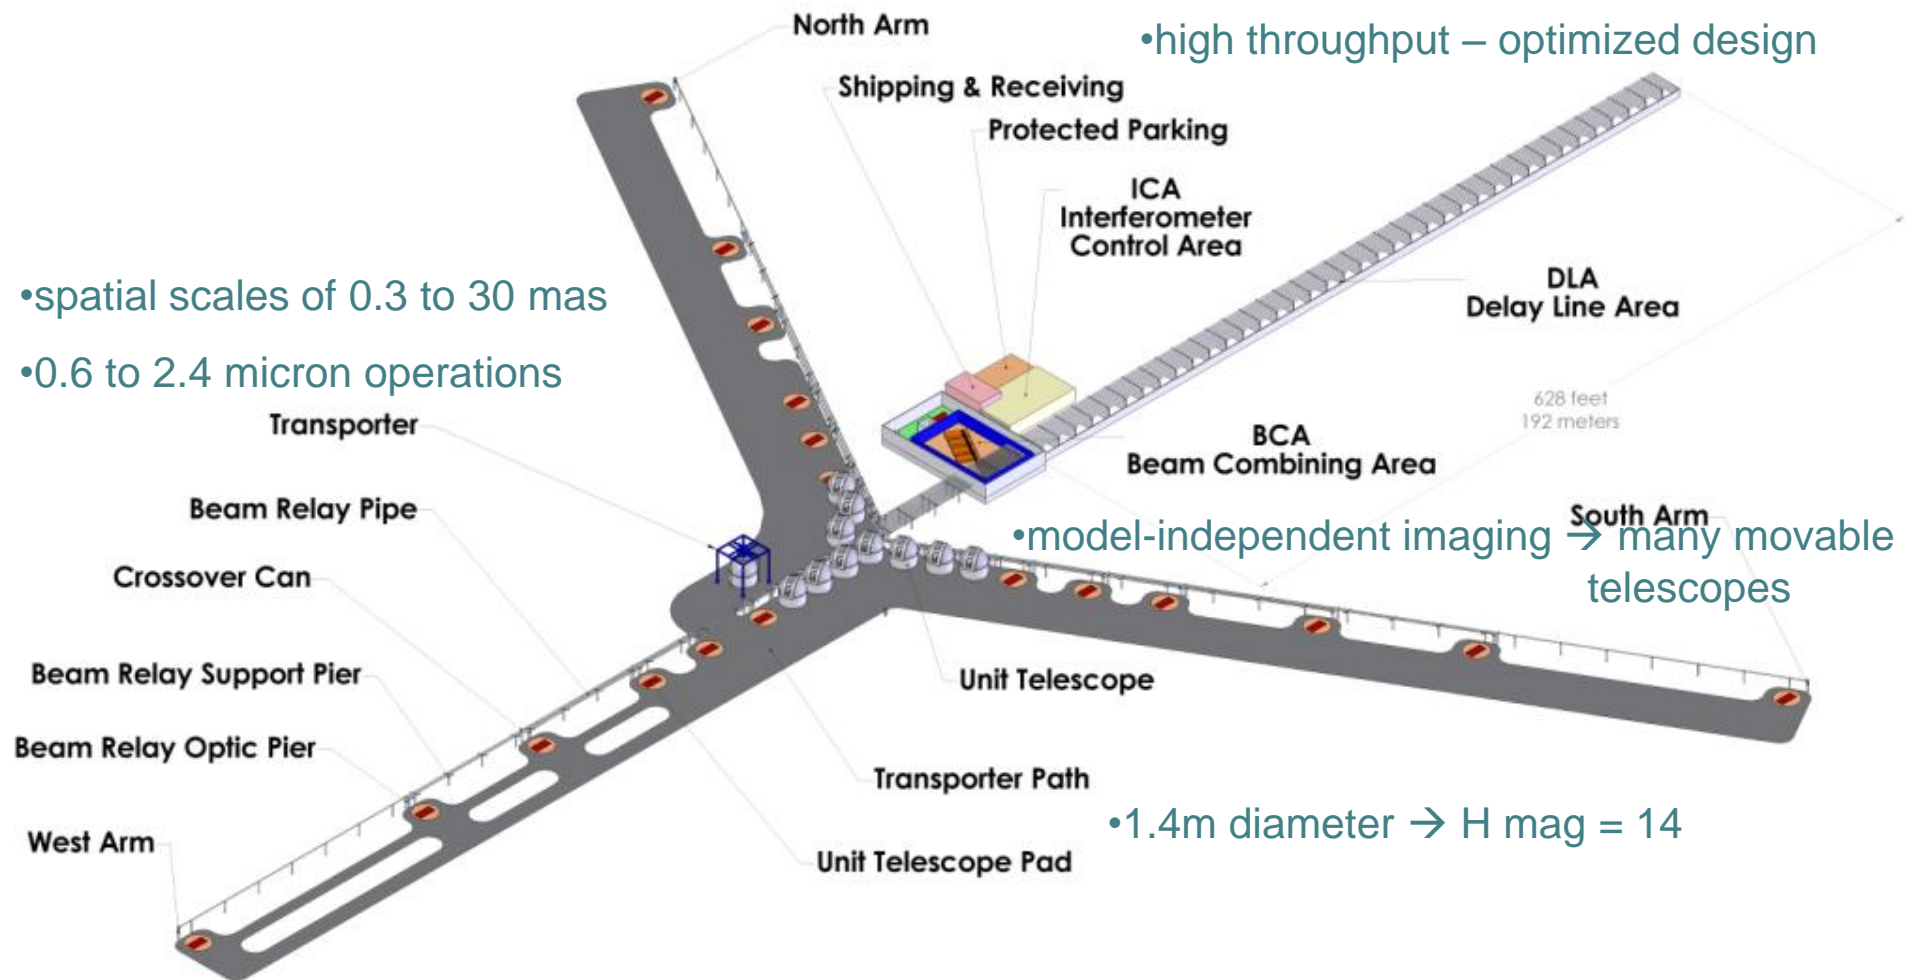 North Arm
•high throughput – optimized design
Shipping & Receiving
Protected Parking
ICA
Interferometer
Control Area
•spatial scales of 0.3 to 30 mas
DLA
Delay Line Area
•0.6 to 2.4 micron operations
628 feet
192 meters
Transporter
BCA
Beam Combining Area
Beam Relay Pipe
South Arm
•model-independent imaging → many movable
telescopes
Crossover Can
Beam Relay Support Pier
Unit Telescope
Beam Relay Optic Pier
Transporter Path
•1.4m diameter → H mag = 14
West Arm
Unit Telescope Pad